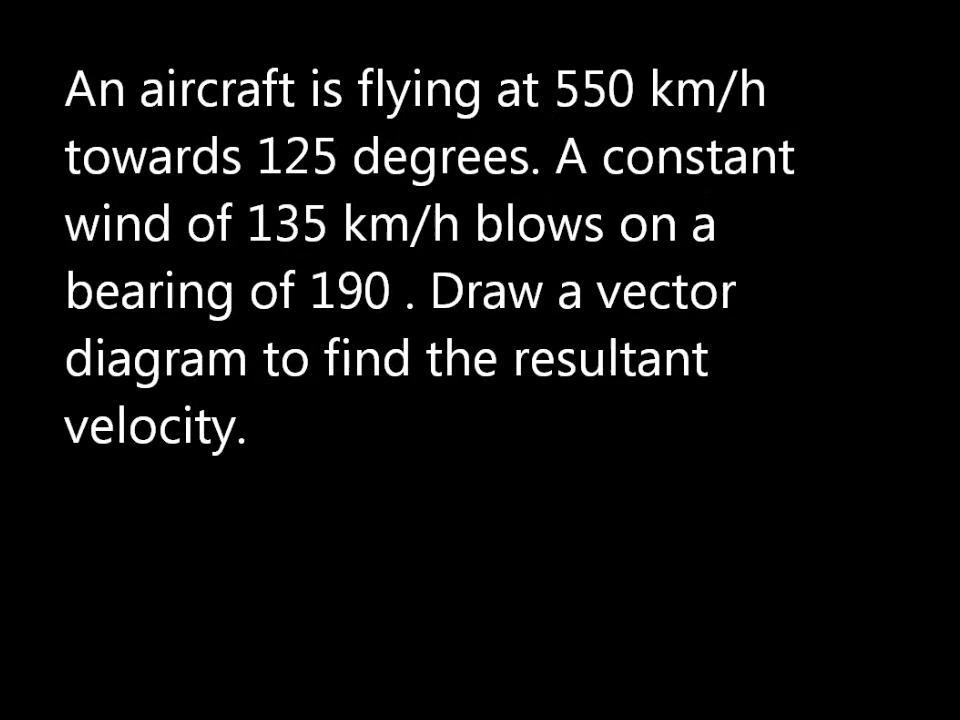 An aircraft is flying at 550 km/h
towards 125 degrees. A constant
wind of 135 km/h blows on a
bearing of 190 . Draw a vector
diagram to find the resultant
velocity.